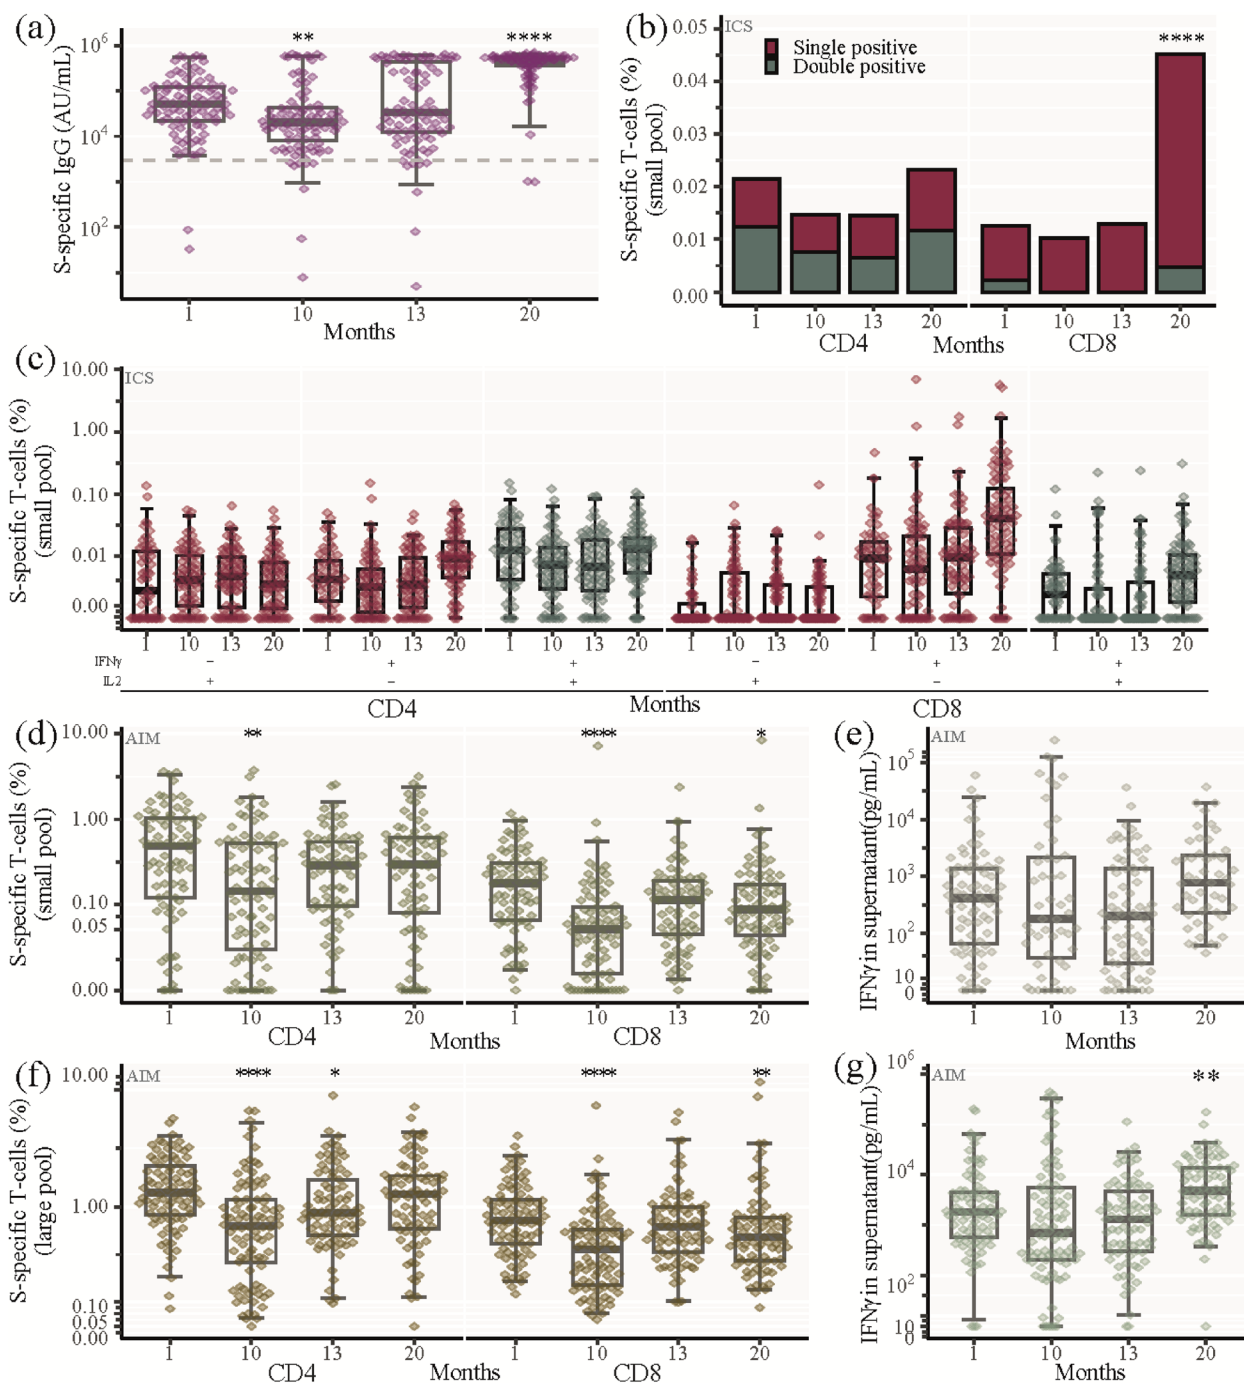 (a)
S-specific IgG (AU/mL)
10^6
10^4
10^2
** ****
1 10 13 20
Months
(b)
S-specific T-cells (%)
(small pool)
ICS
Single positive
Double positive
****
0.05
0.04
0.03
0.02
0.01
0.00
1 10 13 20 1 10 13 20
CD4 Months CD8
(c)
S-specific T-cells (%)
(small pool)
ICS
10.00
1.00
0.10
0.01
0.00
1 10 13 20 1 10 13 20 1 10 13 20 1 10 13 20 1 10 13 20 1 10 13 20
IFNγ − + + − + +
IL2 + − + + − +
CD4 Months CD8
(d)
S-specific T-cells (%)
(small pool)
AIM
** **** *
10.00
1.00
0.10
0.05
0.00
1 10 13 20 1 10 13 20
CD4 Months CD8
(e)
IFNγ in supernatant(pg/mL)
AIM
10^5
10^4
10^3
10^2
10
0
1 10 13 20
Months
(f)
S-specific T-cells (%)
(large pool)
AIM
**** * **** **
10.00
1.00
0.10
0.05
0.00
1 10 13 20 1 10 13 20
CD4 Months CD8
(g)
IFNγ in supernatant(pg/mL)
AIM
**
10^6
10^4
10^2
10
0
1 10 13 20
Months